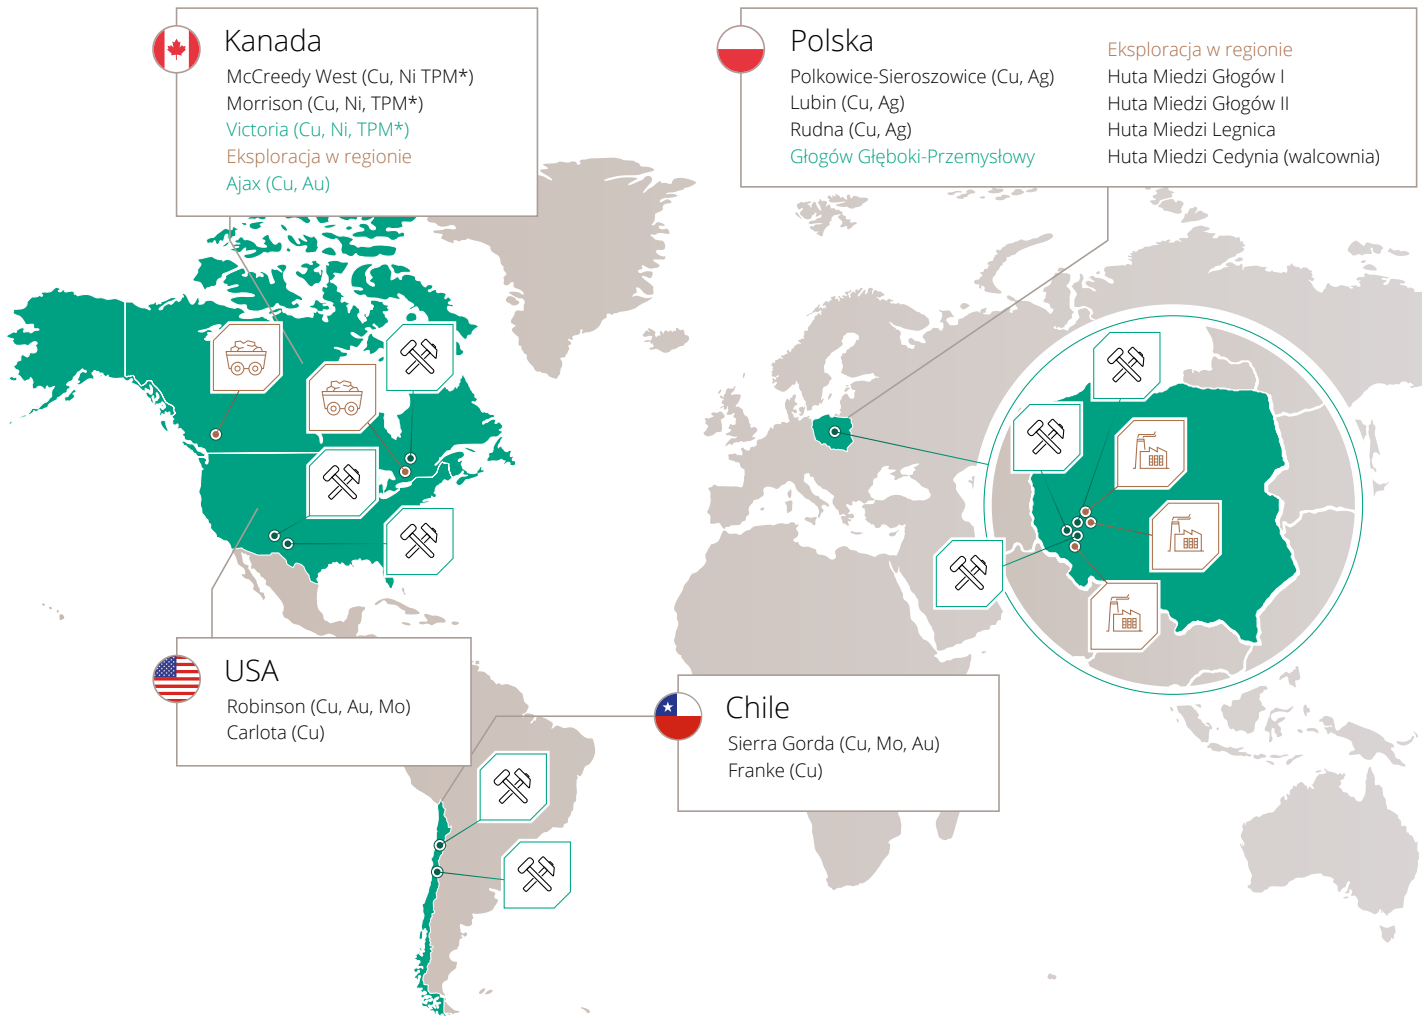 Kanada
McCreedy West (Cu, Ni TPM*)
Morrison (Cu, Ni, TPM*)
Victoria (Cu, Ni, TPM*)
Eksploracja w regionie
Ajax (Cu, Au)
Polska
Polkowice-Sieroszowice (Cu, Ag)
Lubin (Cu, Ag)
Rudna (Cu, Ag)
Głogów Głęboki-Przemysłowy
Eksploracja w regionie
Huta Miedzi Głogów I
Huta Miedzi Głogów II
Huta Miedzi Legnica
Huta Miedzi Cedynia (walcownia)
USA
Robinson (Cu, Au, Mo)
Carlota (Cu)
Chile
Sierra Gorda (Cu, Mo, Au)
Franke (Cu)